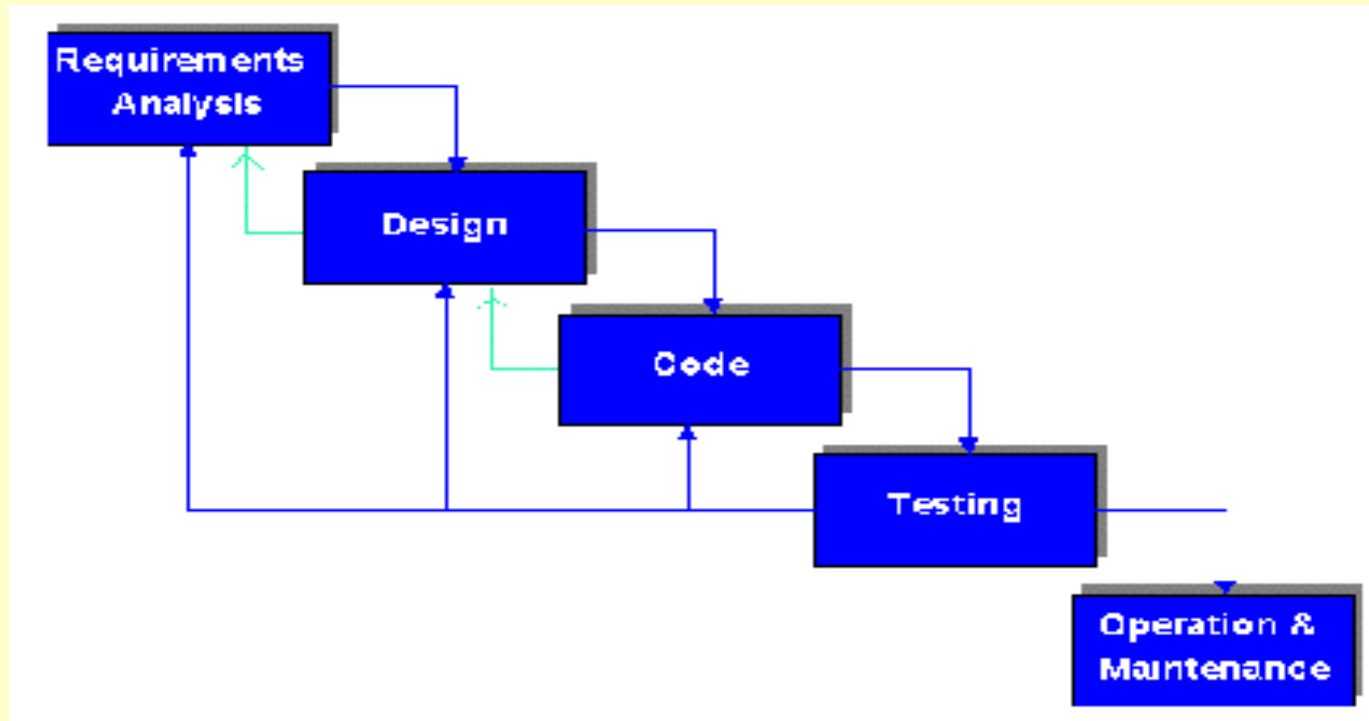 Requirements
Analysis
Design
Code
Testing
Operation &
Maintenance